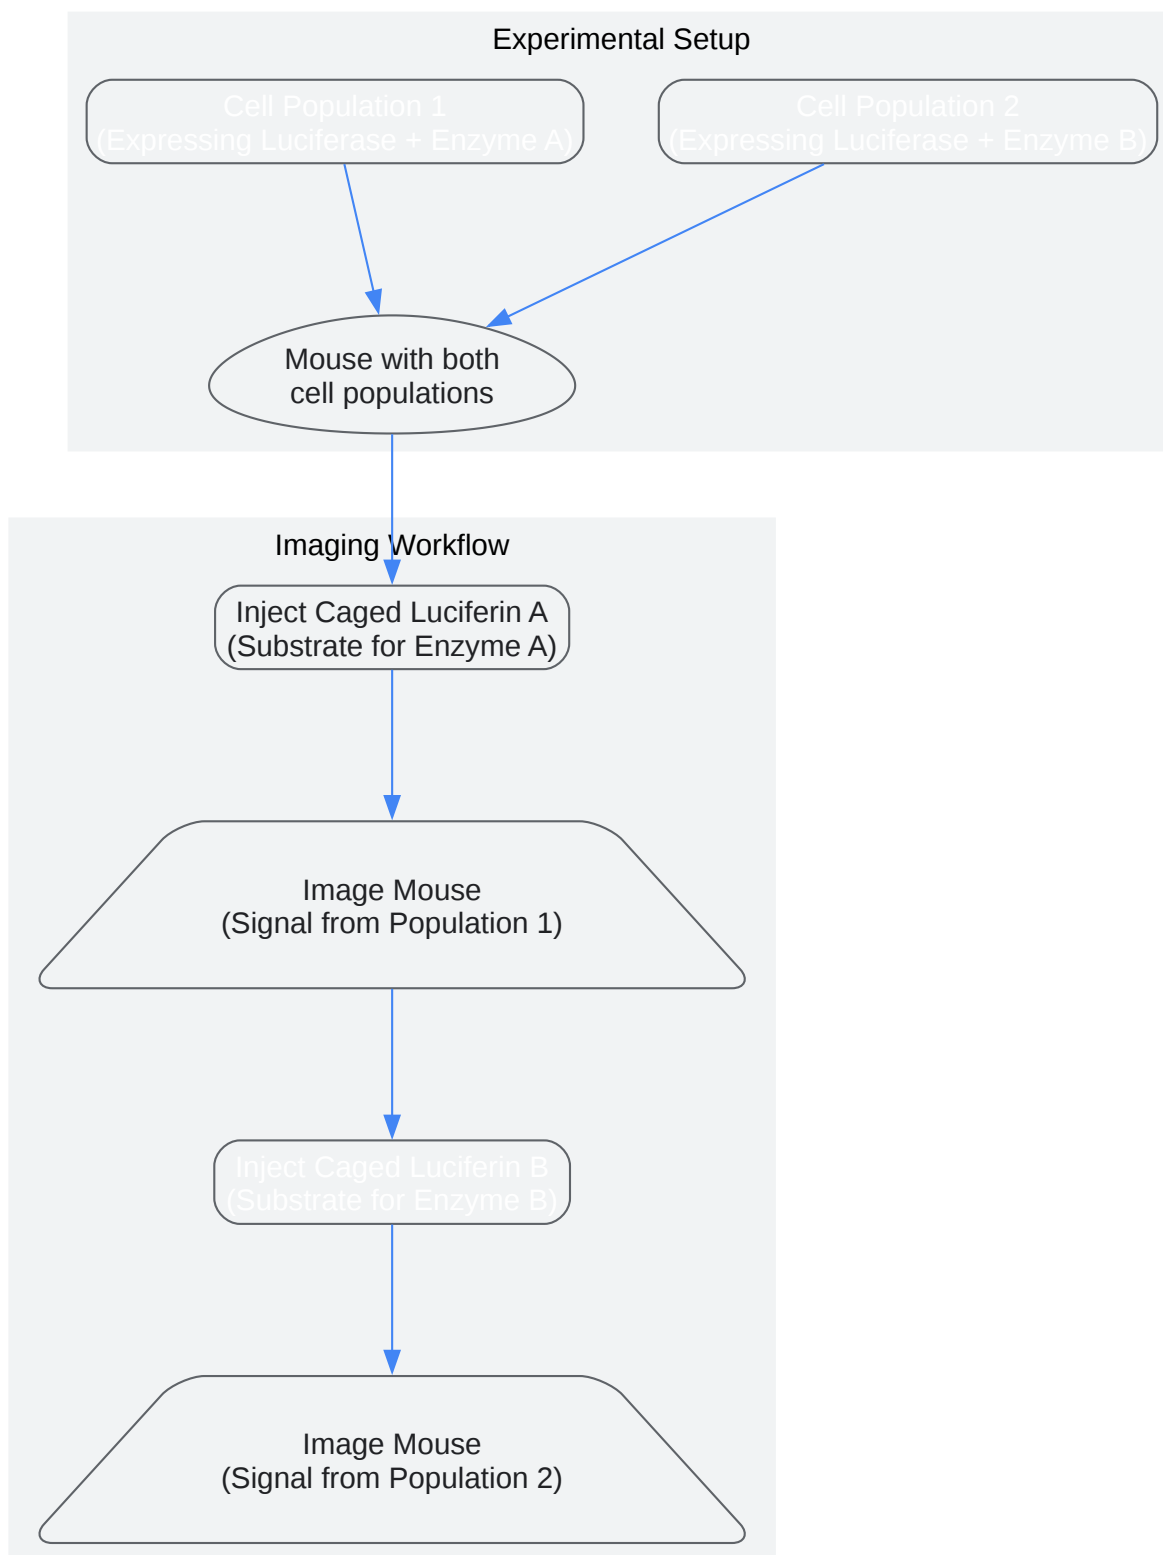 Experimental Setup
Cell Population 1
(Expressing Luciferase + Enzyme A)
Cell Population 2
(Expressing Luciferase + Enzyme B)
Mouse with both
cell populations
Imaging Workflow
Inject Caged Luciferin A
(Substrate for Enzyme A)
Image Mouse
(Signal from Population 1)
Inject Caged Luciferin B
(Substrate for Enzyme B)
Image Mouse
(Signal from Population 2)